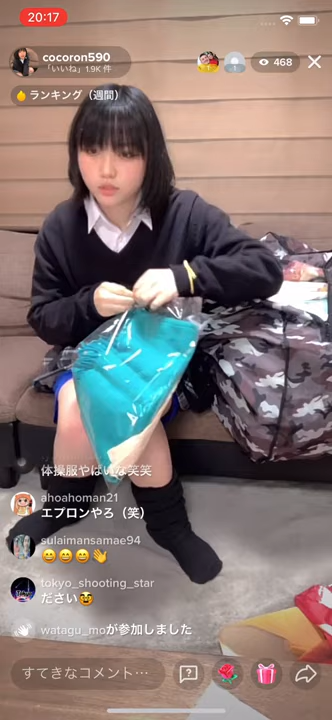 20:17
cocoron590
「いいね」1.9K 件
468
ランキング（週間）
体操服やばいな笑笑
ahoahoman21
エプロンやろ（笑）
sulaimansamae94
tokyo_shooting_star
ださい
watagu_moが参加しました
すてきなコメント…